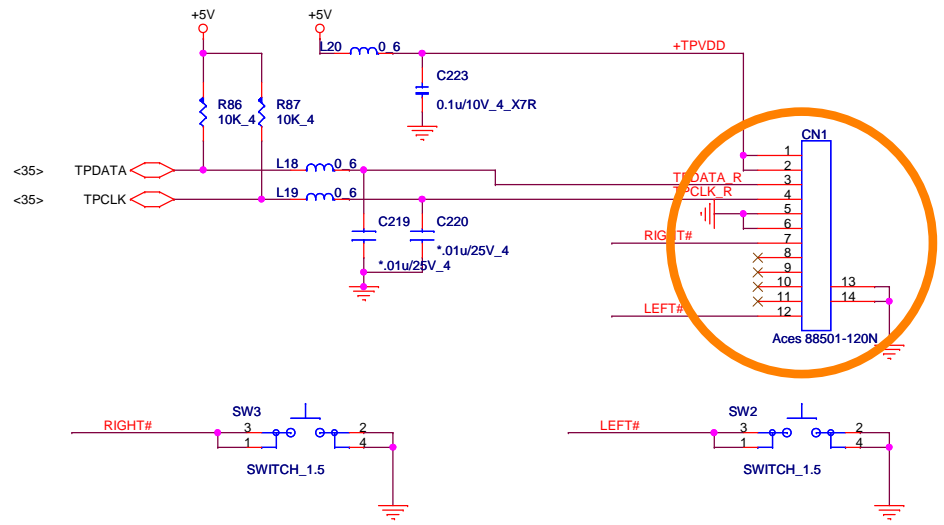 +5V
+5V
L20
0_6
+TPVDD
C223
0.1u/10V_4_X7R
R86
10K_4
R87
10K_4
CN1
1
2
3
4
5
6
7
8
9
10
11
12
13
14
Aces 88501-120N
<35>
TPDATA
L18
0_6
TPDATA_R
<35>
TPCLK
L19
0_6
TPCLK_R
C219
*.01u/25V_4
C220
*.01u/25V_4
RIGHT#
LEFT#
RIGHT#
SW3
3
2
1
4
SWITCH_1.5
LEFT#
SW2
3
2
1
4
SWITCH_1.5